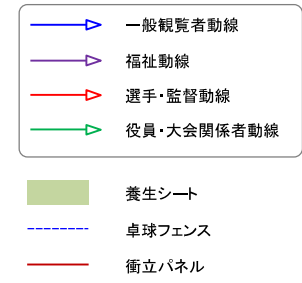 一般観覧者動線
福祉動線
選手・監督動線
役員・大会関係者動線
養生シート
卓球フェンス
衝立パネル